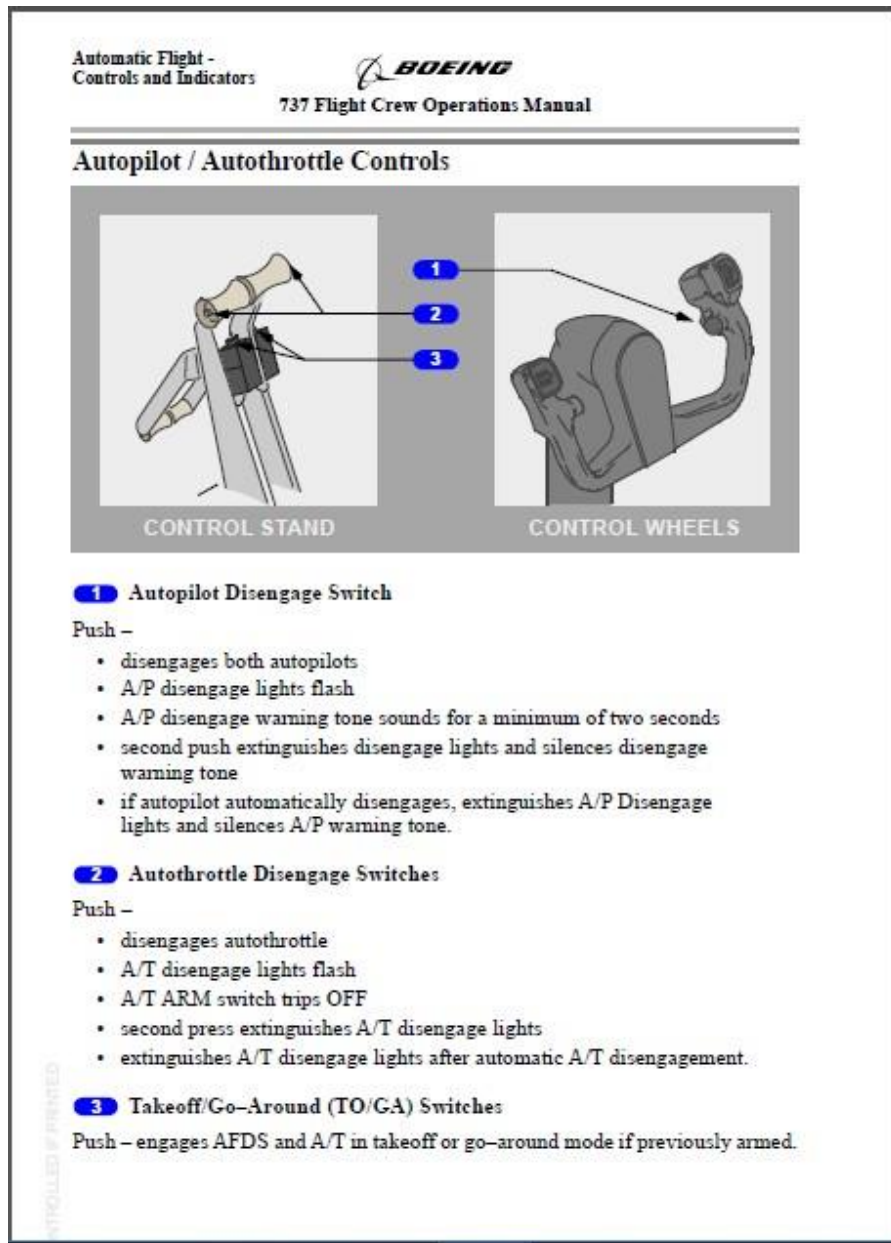 Automatic Flight -
Controls and Indicators
BOEING
737 Flight Crew Operations Manual
Autopilot / Autothrottle Controls
1
2
3
CONTROL STAND
CONTROL WHEELS
1 Autopilot Disengage Switch
Push –
• disengages both autopilots
• A/P disengage lights flash
• A/P disengage warning tone sounds for a minimum of two seconds
• second push extinguishes disengage lights and silences disengage
warning tone
• if autopilot automatically disengages, extinguishes A/P Disengage
lights and silences A/P warning tone.
2 Autothrottle Disengage Switches
Push –
• disengages autothrottle
• A/T disengage lights flash
• A/T ARM switch trips OFF
• second press extinguishes A/T disengage lights
• extinguishes A/T disengage lights after automatic A/T disengagement.
3 Takeoff/Go–Around (TO/GA) Switches
Push – engages AFDS and A/T in takeoff or go–around mode if previously armed.
NTROLLED IF PRINTED